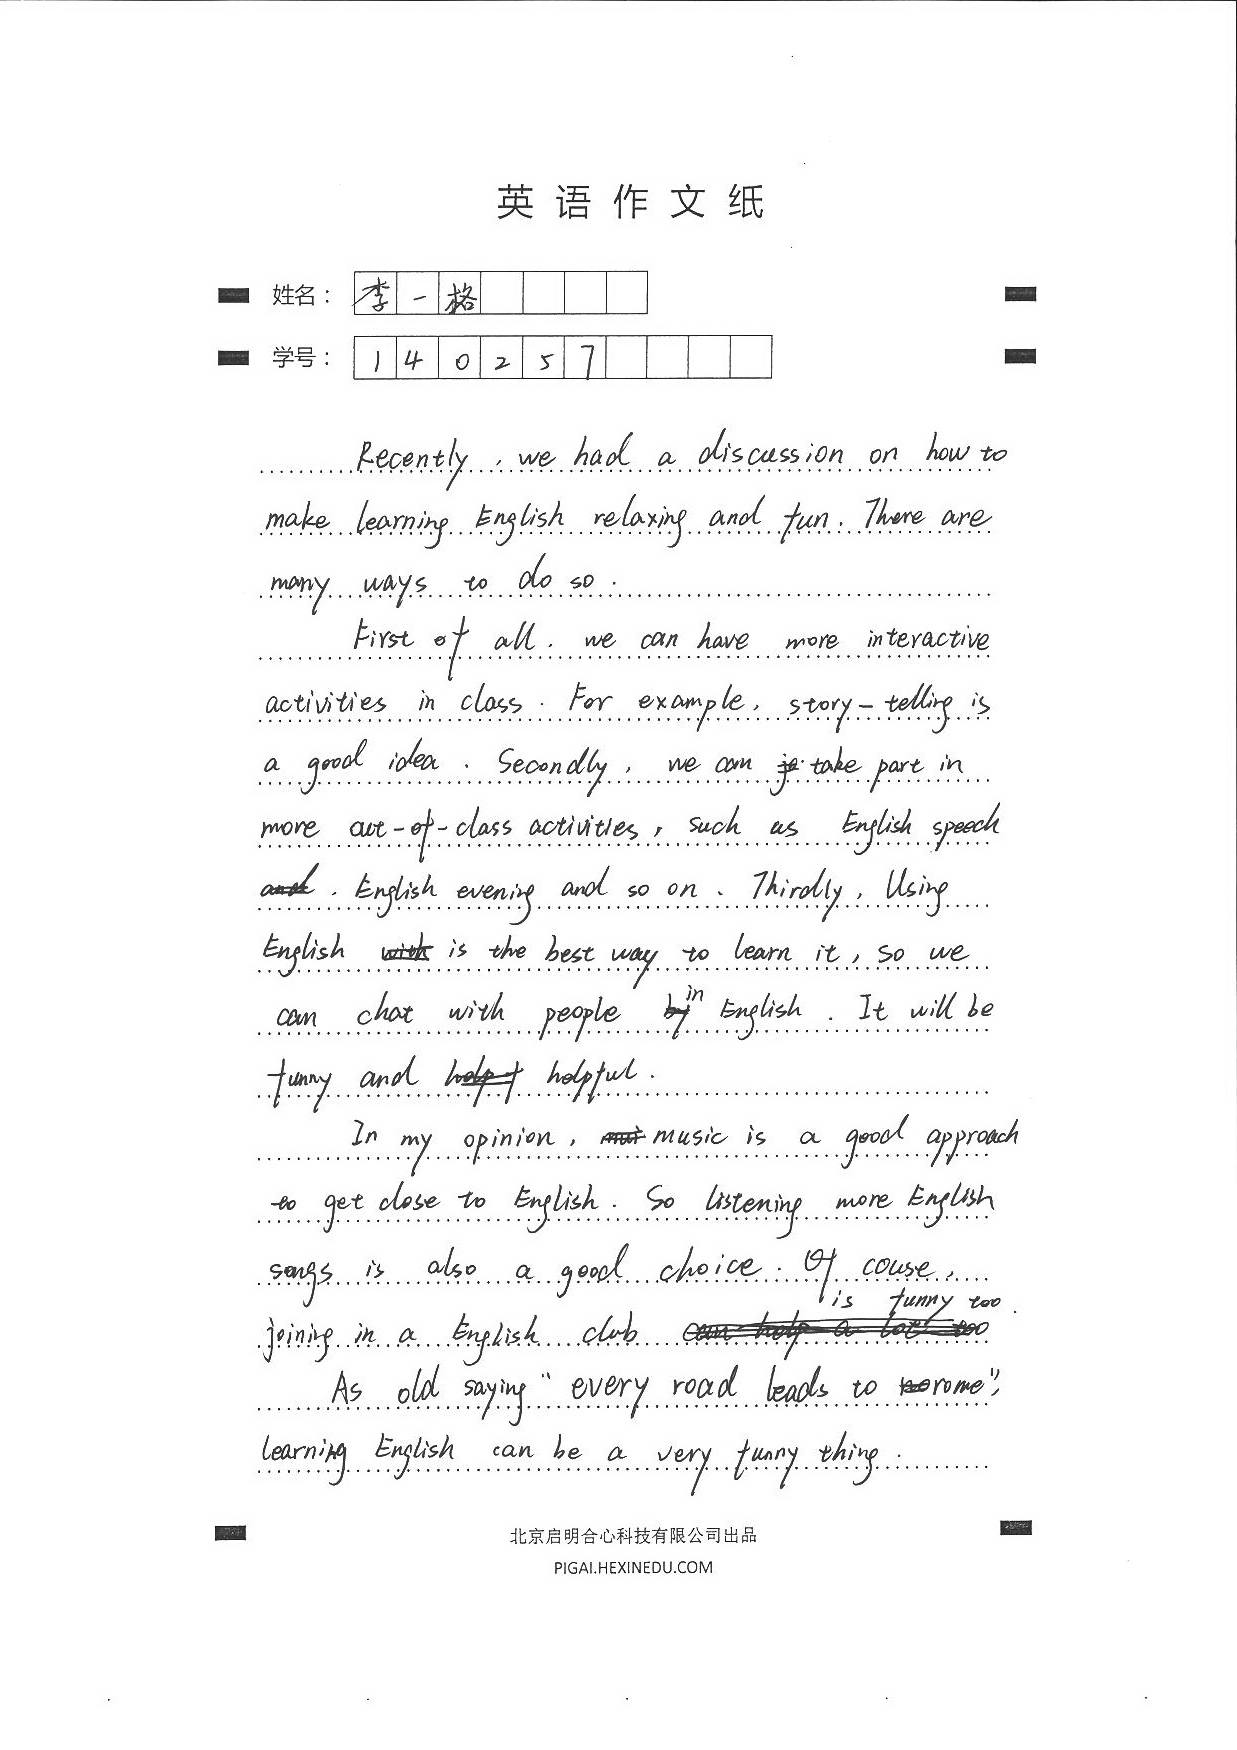 英语作文纸
姓名： 李一格
学号： 140257
Recently, we had a discussion on how to
make learning English relaxing and fun. There are
many ways to do so.
First of all. we can have more interactive
activities in class. For example, story-telling is
a good idea. Secondly, we can take part in
more out-of-class activities, such as English speech
, English evening and so on. Thirdly, Using
English is the best way to learn it, so we
can chat with people in English. It will be
funny and helpful.
In my opinion, music is a good approach
to get close to English. So listening more English
songs is also a good choice. Of couse,
joining in a English club is funny too.
As old saying "every road leads to rome",
learning English can be a very funny thing.
北京启明合心科技有限公司出品
PIGAI.HEXINEDU.COM